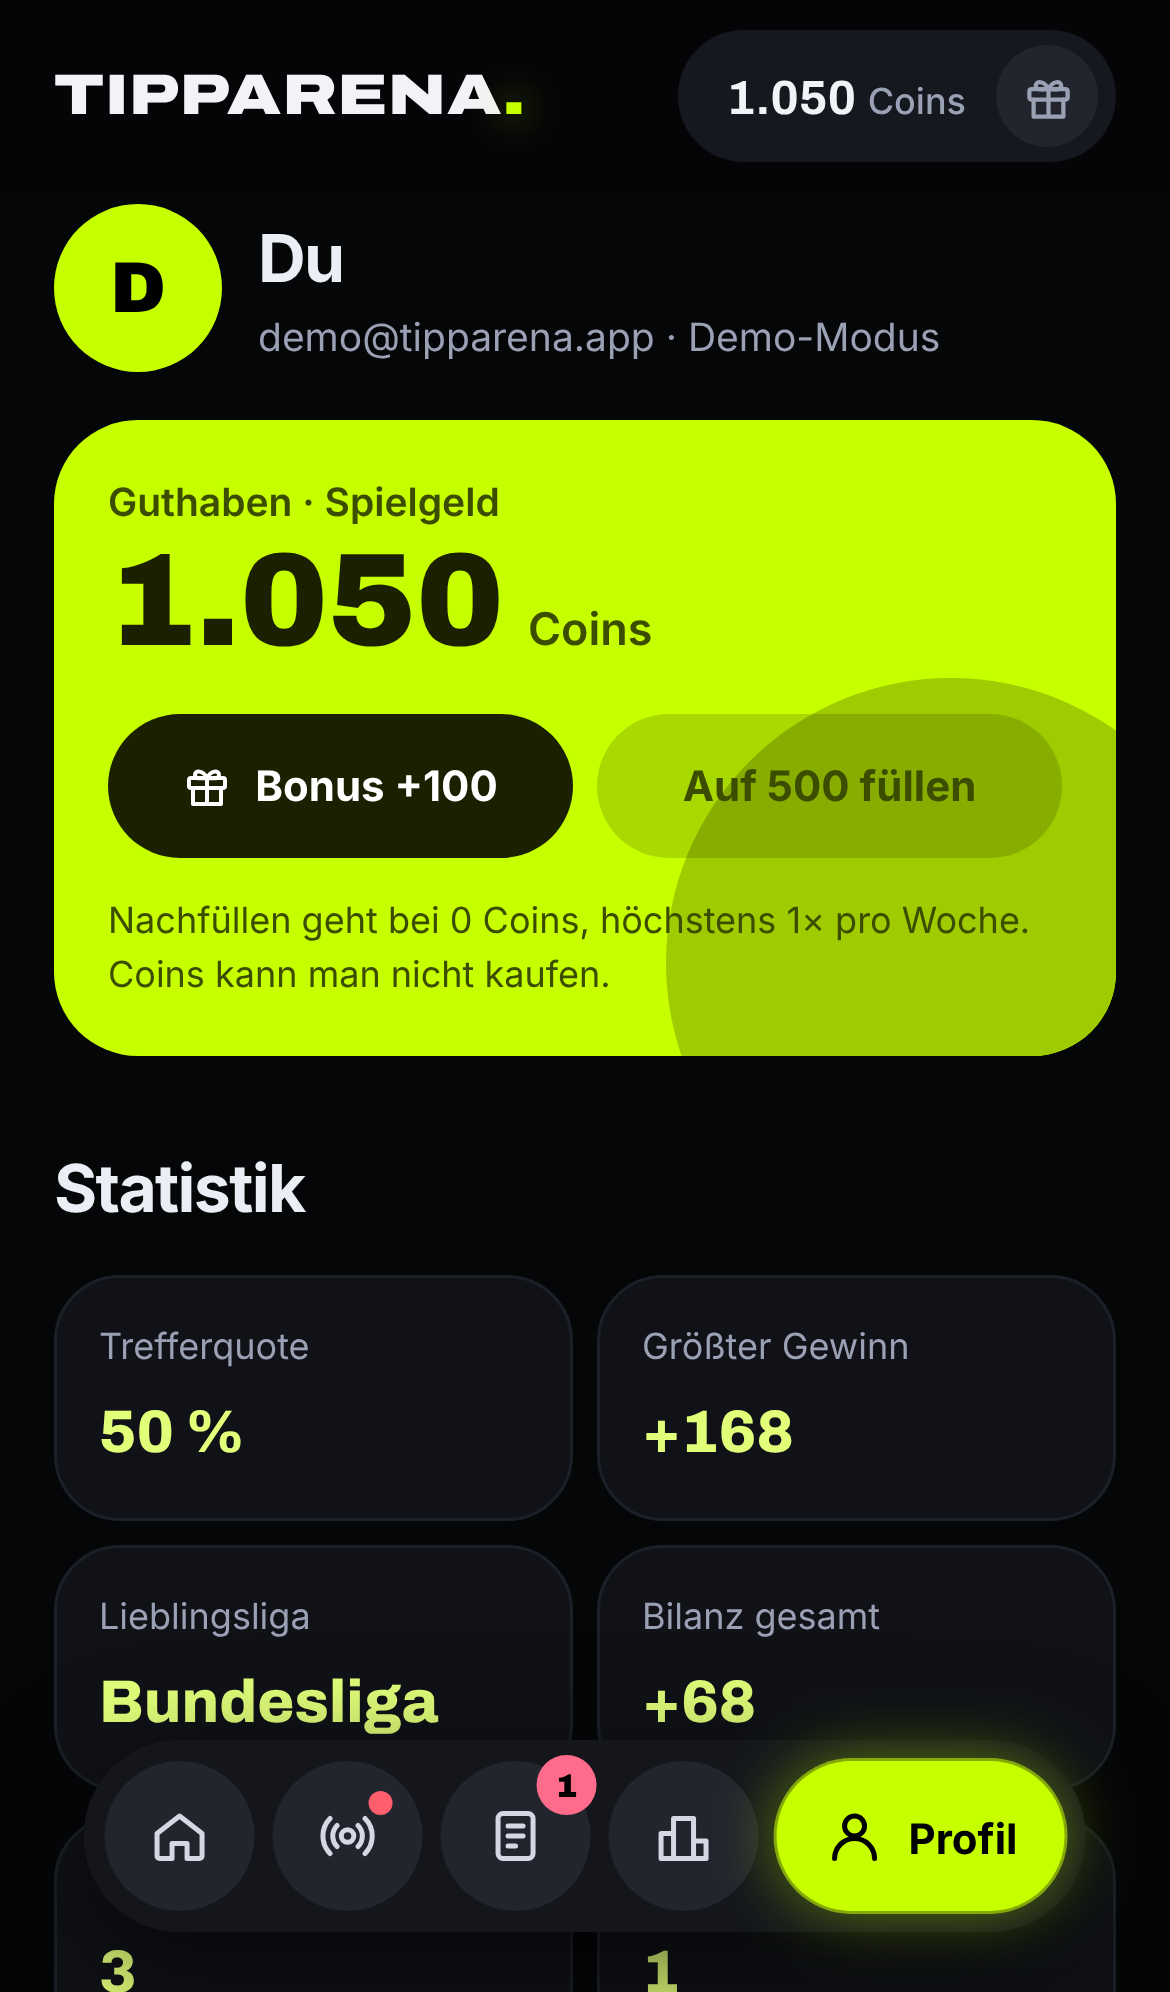 TIPPARENA.
1.050 Coins
D
Du
demo@tipparena.app · Demo-Modus
Guthaben · Spielgeld
1.050 Coins
Bonus +100
Auf 500 füllen
Nachfüllen geht bei 0 Coins, höchstens 1× pro Woche.
Coins kann man nicht kaufen.
Statistik
Trefferquote
50 %
Größter Gewinn
+168
Lieblingsliga
Bundesliga
Bilanz gesamt
+68
1
Profil
3
1